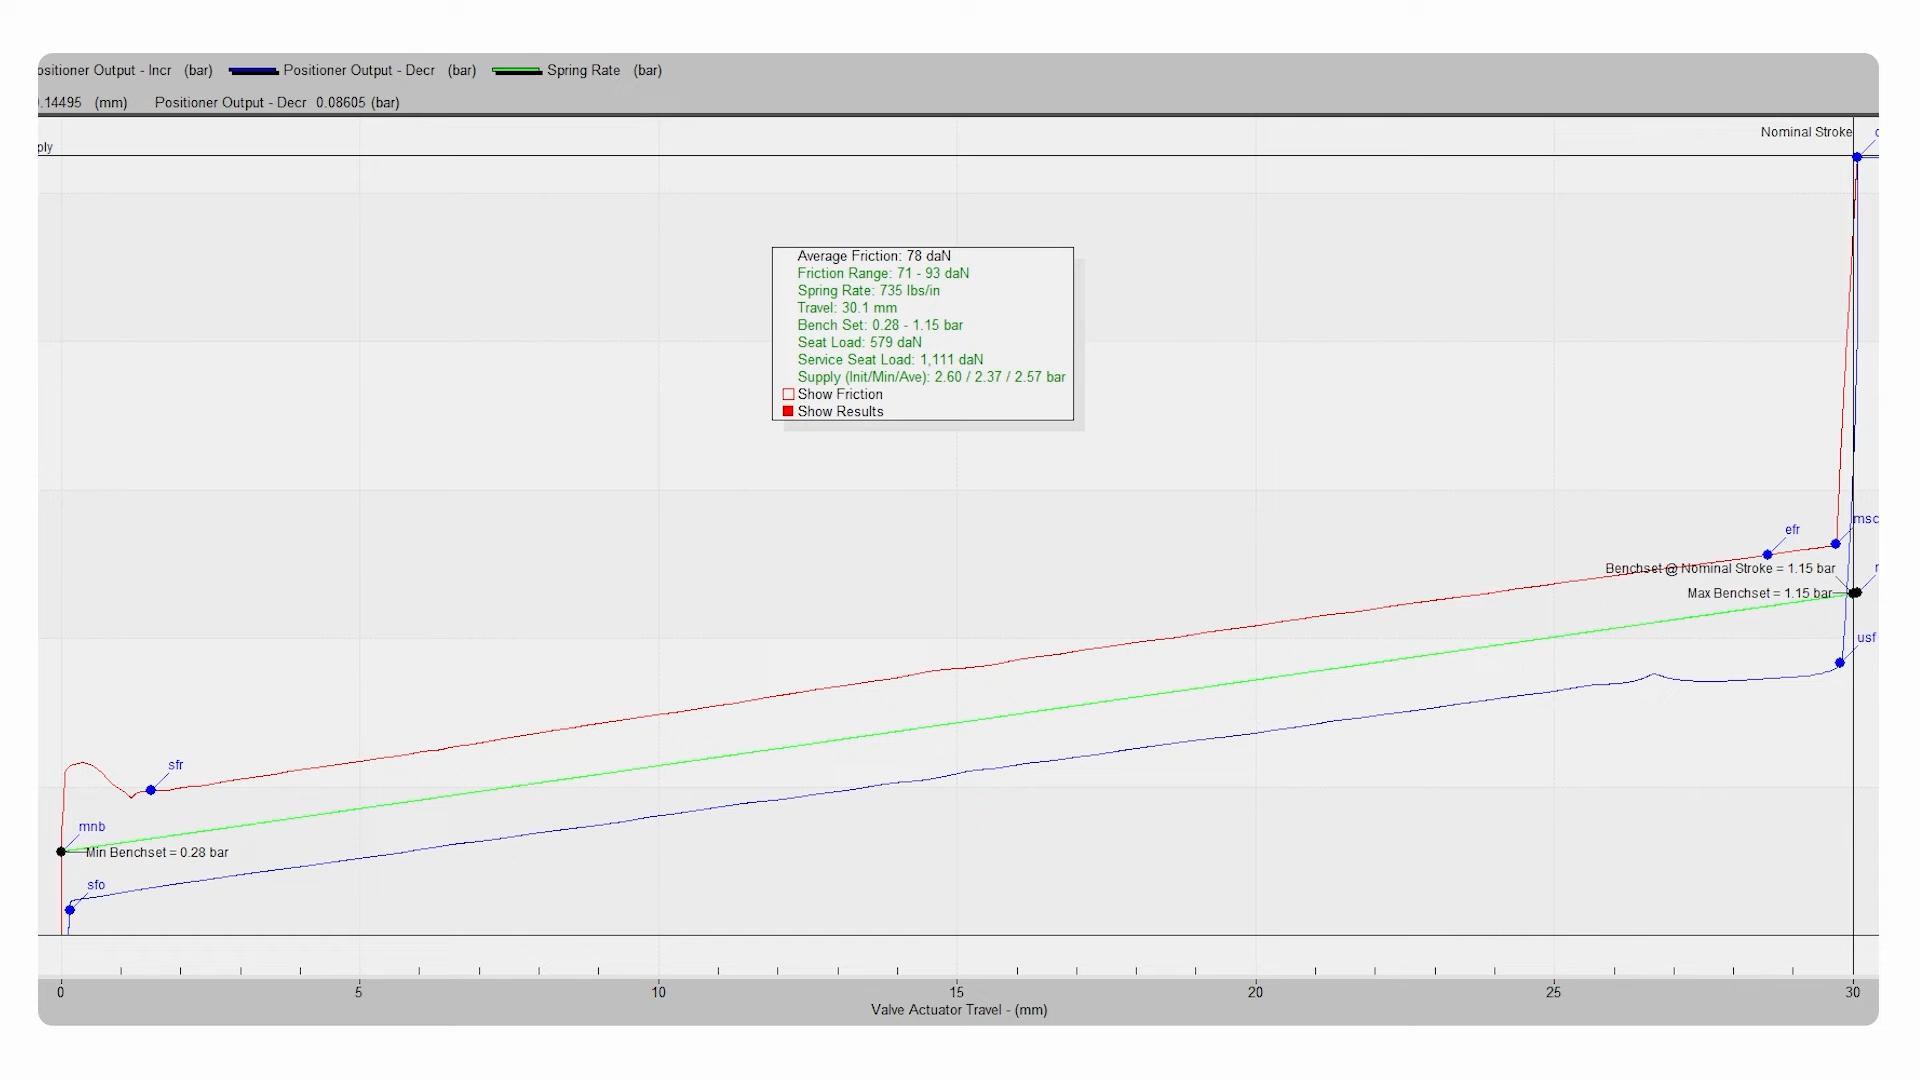 ositioner Output - Incr (bar) Positioner Output - Decr (bar) Spring Rate (bar)
.14495 (mm) Positioner Output - Decr 0.08605 (bar)
Nominal Stroke
ply
Average Friction: 78 daN
Friction Range: 71 - 93 daN
Spring Rate: 735 lbs/in
Travel: 30.1 mm
Bench Set: 0.28 - 1.15 bar
Seat Load: 579 daN
Service Seat Load: 1,111 daN
Supply (Init/Min/Ave): 2.60 / 2.37 / 2.57 bar
Show Friction
Show Results
msc
efr
Benchset @ Nominal Stroke = 1.15 bar
Max Benchset = 1.15 bar
usf
sfr
mnb
Min Benchset = 0.28 bar
sfo
0 5 10 15 20 25 30
Valve Actuator Travel - (mm)